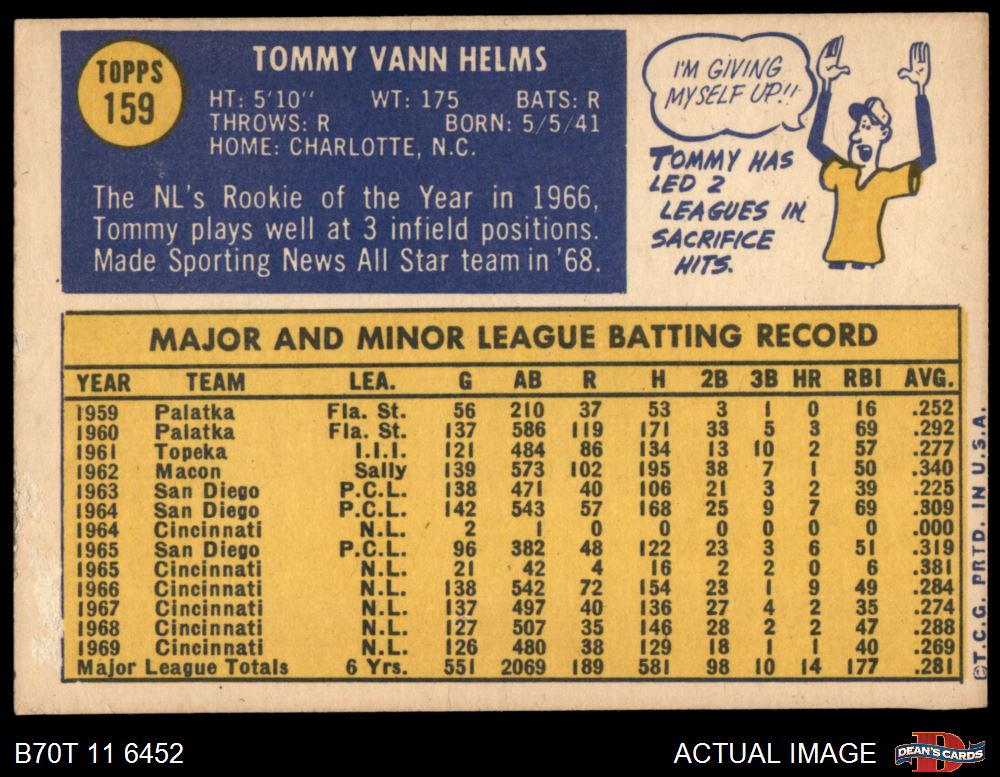 TOPPS
159
TOMMY VANN HELMS
HT: 5'10" WT: 175 BATS: R
THROWS: R BORN: 5/5/41
HOME: CHARLOTTE, N.C.
The NL's Rookie of the Year in 1966,
Tommy plays well at 3 infield positions.
Made Sporting News All Star team in '68.
I'M GIVING
MYSELF UP!!
TOMMY HAS
LED 2
LEAGUES IN
SACRIFICE
HITS.
MAJOR AND MINOR LEAGUE BATTING RECORD
YEAR TEAM LEA. G AB R H 2B 3B HR RBI AVG.
1959 Palatka Fla. St. 56 210 37 53 3 1 0 16 .252
1960 Palatka Fla. St. 137 586 119 171 33 5 3 69 .292
1961 Topeka I.I.I. 121 484 86 134 13 10 2 57 .277
1962 Macon Sally 139 573 102 195 38 7 1 50 .340
1963 San Diego P.C.L. 138 471 40 106 21 3 2 39 .225
1964 San Diego P.C.L. 142 543 57 168 25 9 7 69 .309
1964 Cincinnati N.L. 2 1 0 0 0 0 0 0 .000
1965 San Diego P.C.L. 96 382 48 122 23 3 6 51 .319
1965 Cincinnati N.L. 21 42 4 16 2 2 0 6 .381
1966 Cincinnati N.L. 138 542 72 154 23 1 9 49 .284
1967 Cincinnati N.L. 137 497 40 136 27 4 2 35 .274
1968 Cincinnati N.L. 127 507 35 146 28 2 2 47 .288
1969 Cincinnati N.L. 126 480 38 129 18 1 1 40 .269
Major League Totals 6 Yrs. 551 2069 189 581 98 10 14 177 .281
©T.C.G. PRTD. IN U.S.A.
B70T 11 6452
ACTUAL IMAGE
DEAN'S CARDS